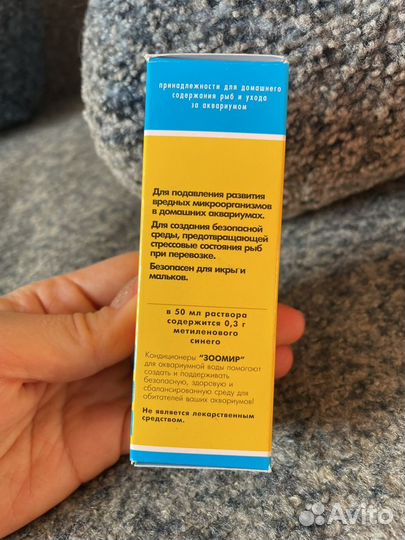 принадлежности для домашнего
содержания рыб и ухода
за аквариумом
Для подавления развития
вредных микроорганизмов
в домашних аквариумах.
Для создания безопасной
среды, предотвращающей
стрессовые состояния рыб
при перевозке.
Безопасен для икры и
мальков.
в 50 мл раствора
содержится 0,3 г
метиленового
синего
Кондиционеры "ЗООМИР"
для аквариумной воды помогают
создать и поддерживать
безопасную, здоровую и
сбалансированную среду для
обитателей ваших аквариумов!
Не является лекарственным
средством.
Avito